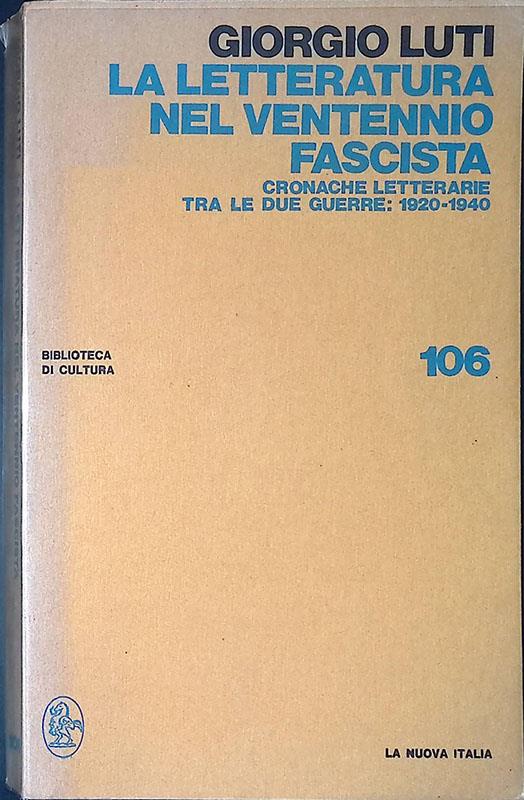 GIORGIO LUTI
LA LETTERATURA
NEL VENTENNIO
FASCISTA
CRONACHE LETTERARIE
TRA LE DUE GUERRE: 1920-1940
BIBLIOTECA
DI CULTURA
106
LA NUOVA ITALIA